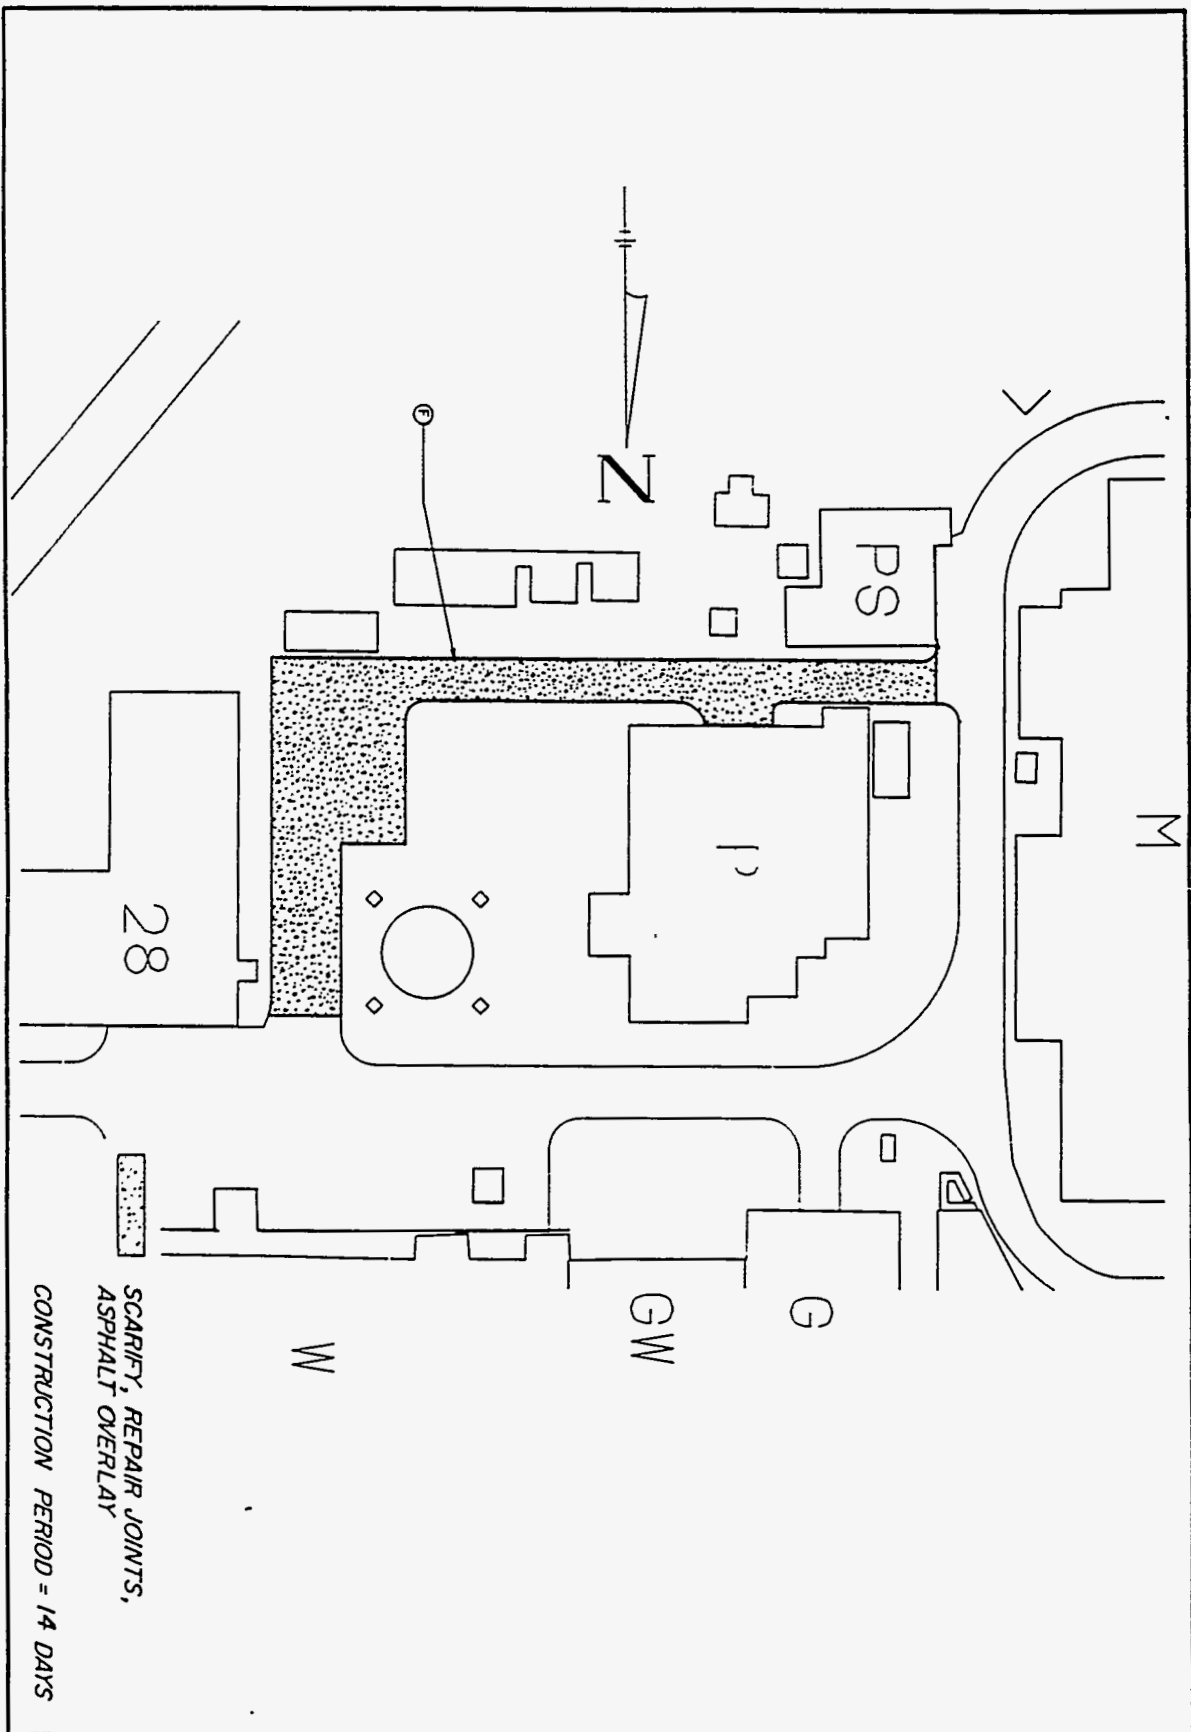 M
PS
G
P
N
GW
F
W
28
SCARIFY, REPAIR JOINTS,
ASPHALT OVERLAY
CONSTRUCTION PERIOD = 14 DAYS